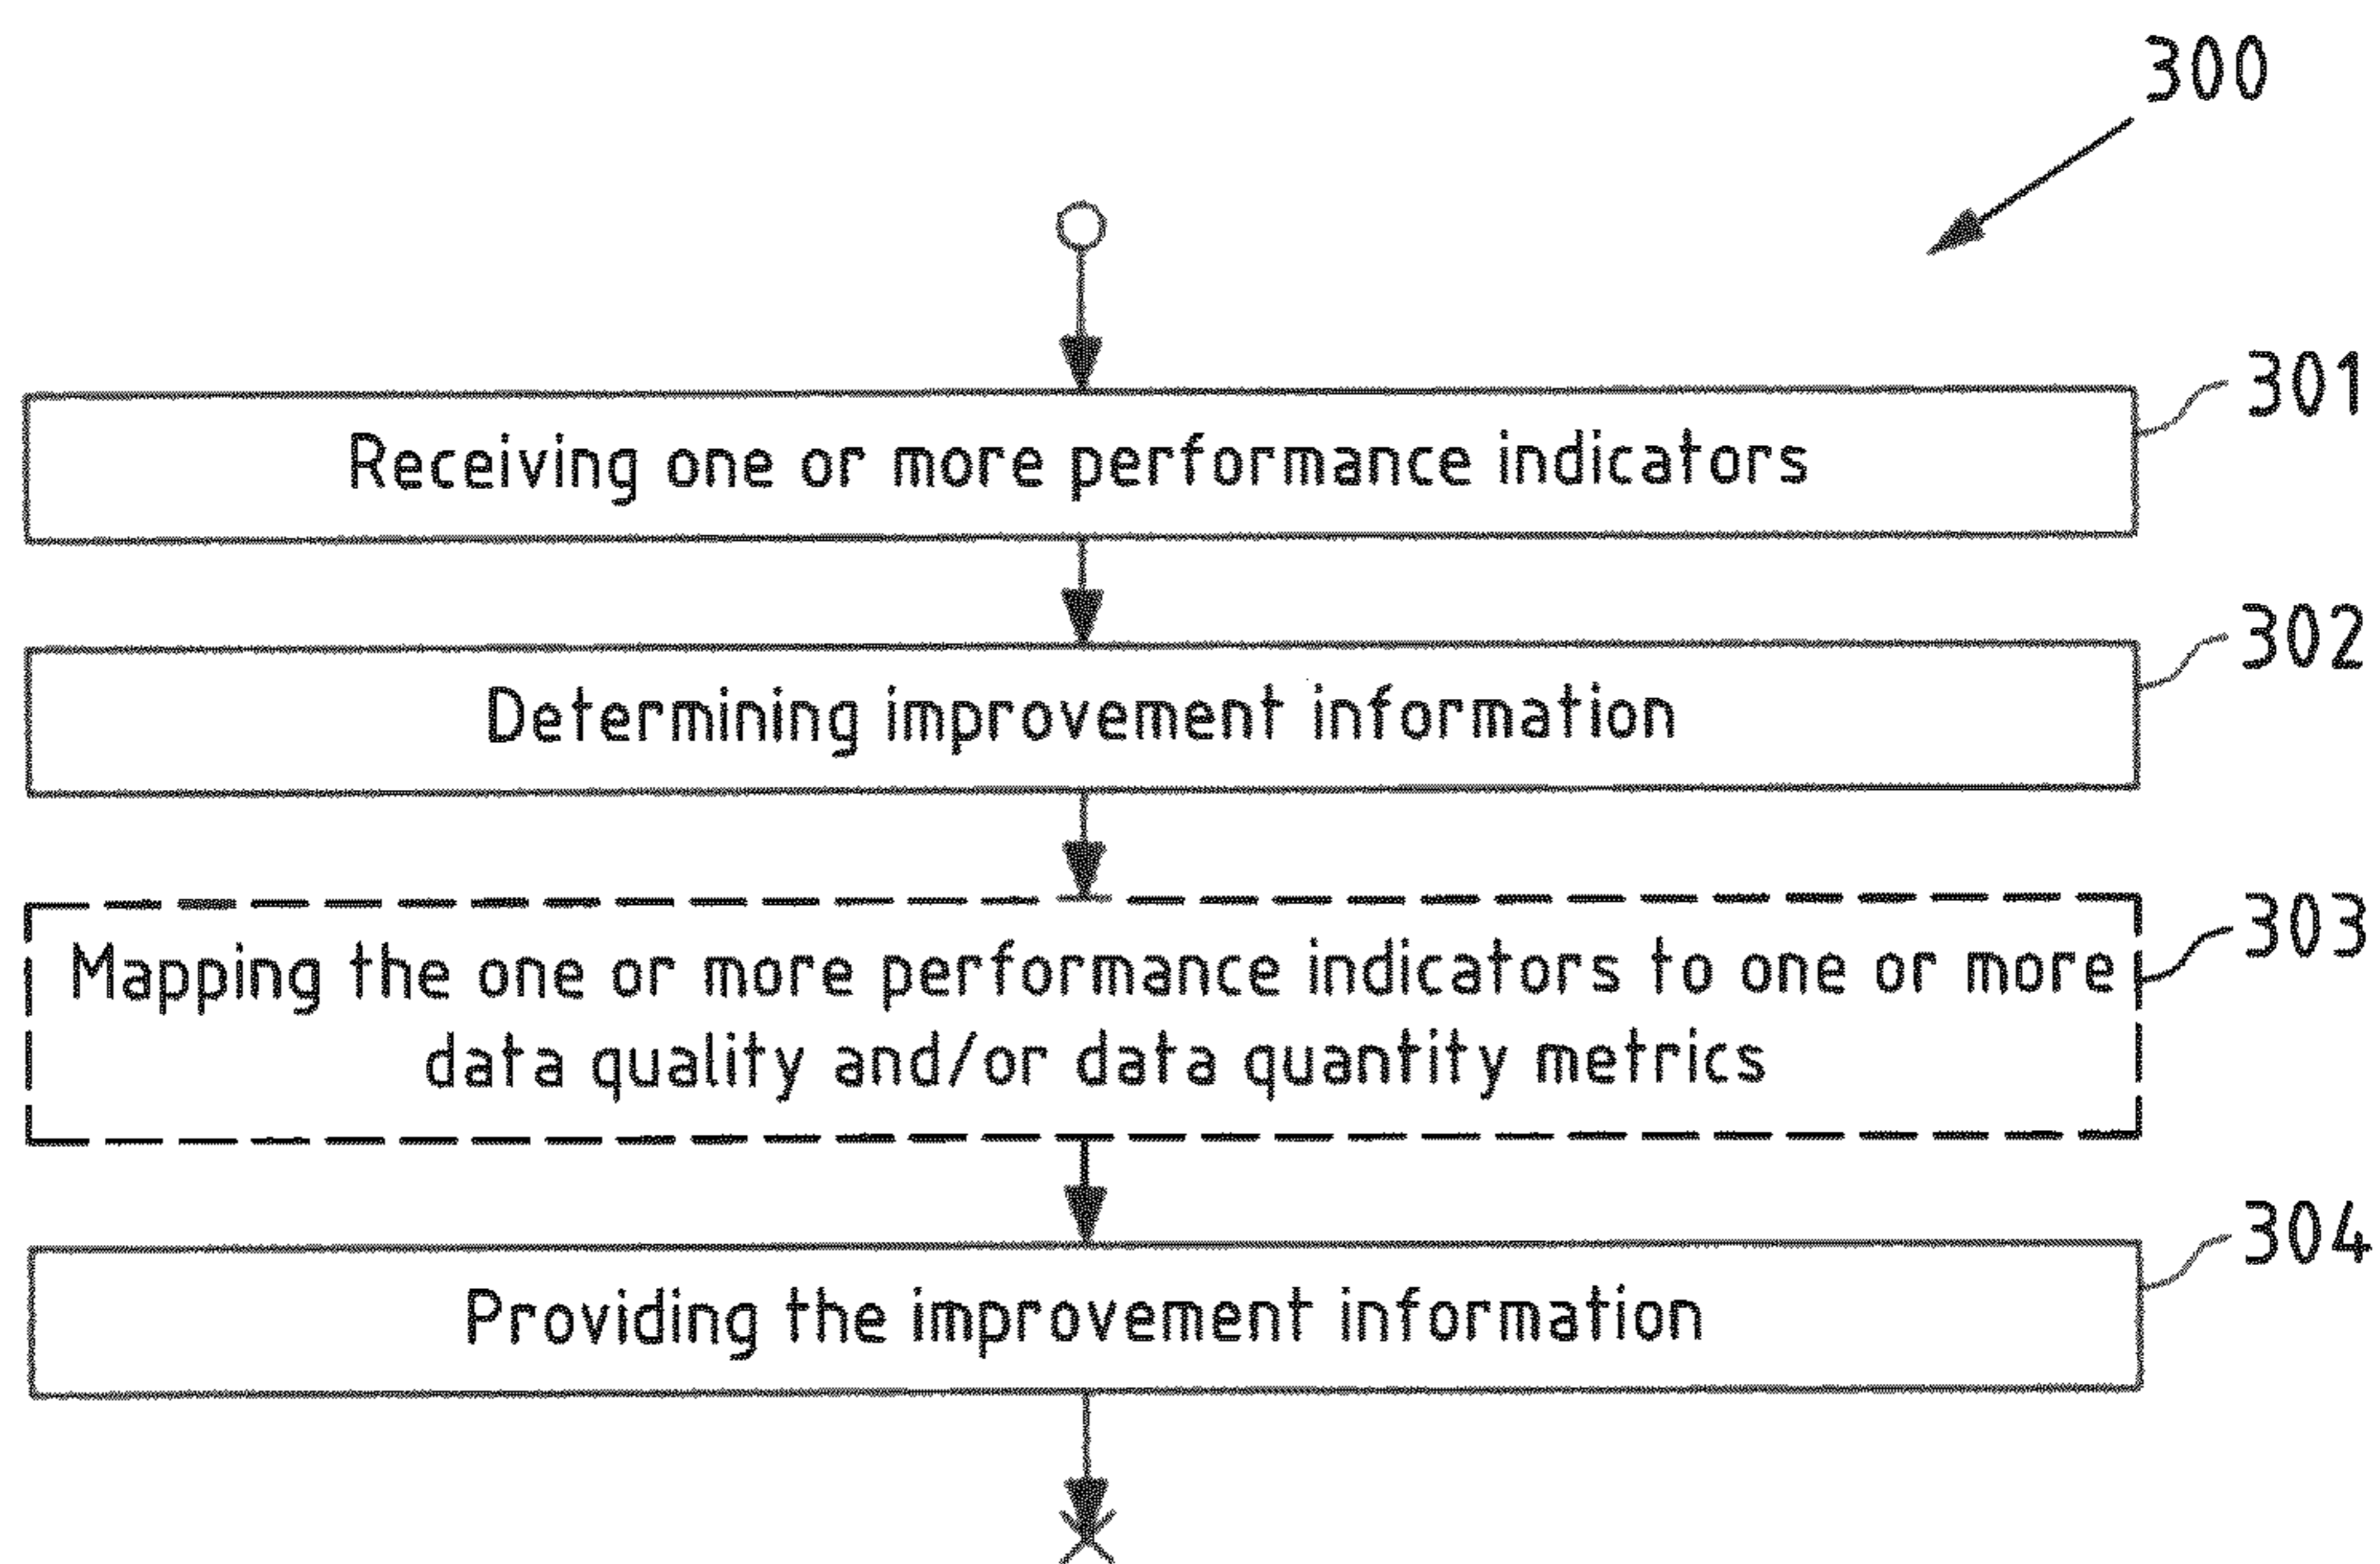 300
301
Receiving one or more performance indicators
302
Determining improvement information
303
Mapping the one or more performance indicators to one or more
data quality and/or data quantity metrics
304
Providing the improvement information